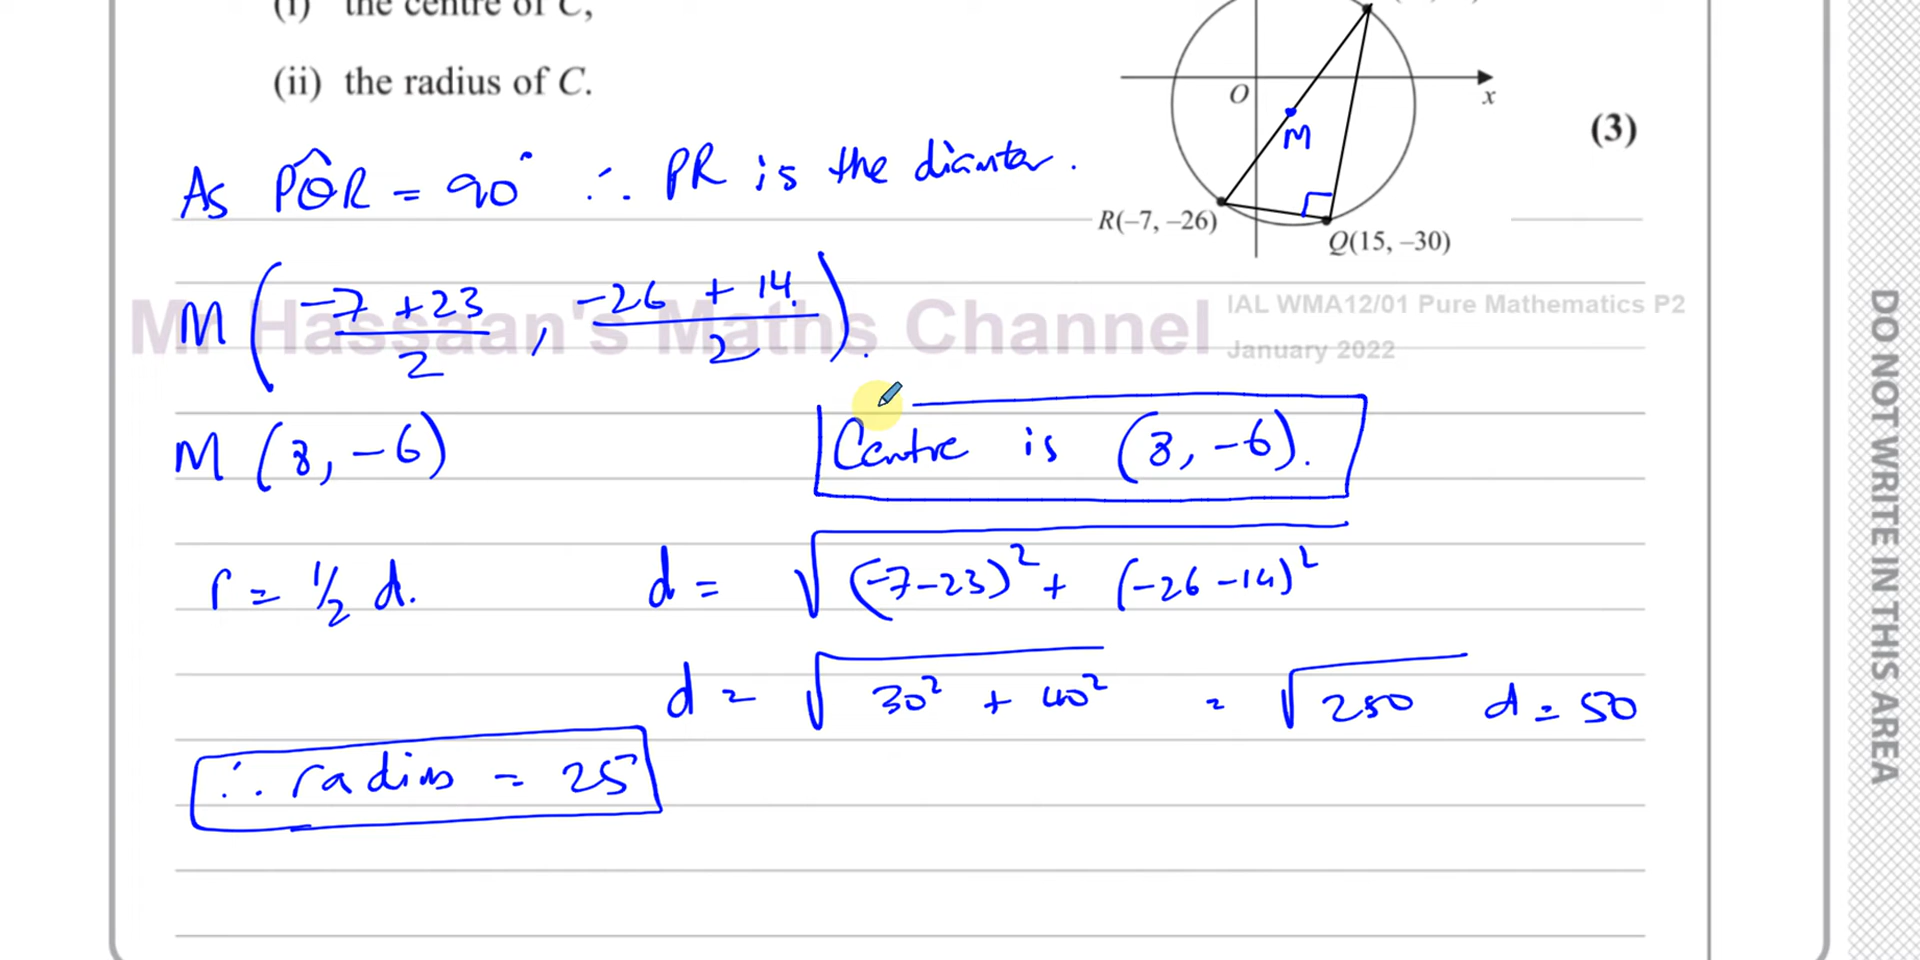 (i) the centre of C,
(ii) the radius of C.
O
x
M
(3)
As PQ̂R = 90° ∴ PR is the diamter.
R(–7, –26)
Q(15, –30)
M ( -7 + 23 / 2 , -26 + 14 / 2 ).
Mr Hassaan's Maths Channel
IAL WMA12/01 Pure Mathematics P2
January 2022
M (8, -6)
Centre is (8, -6).
r = 1/2 d.
d = √(-7-23)² + (-26-14)²
d = √30² + 40² = √250 d = 50
∴ radius = 25
DO NOT WRITE IN THIS AREA